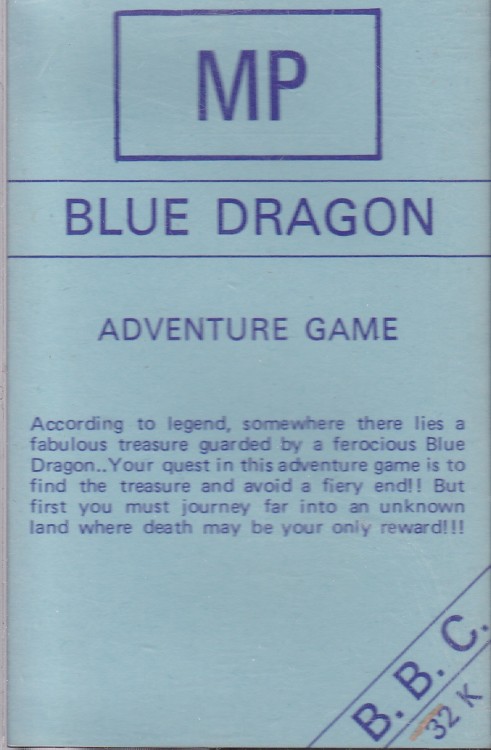 MP
BLUE DRAGON
ADVENTURE GAME
According to legend, somewhere there lies a
fabulous treasure guarded by a ferocious Blue
Dragon..Your quest in this adventure game is to
find the treasure and avoid a fiery end!! But
first you must journey far into an unknown
land where death may be your only reward!!!
B. B. C.
32 K